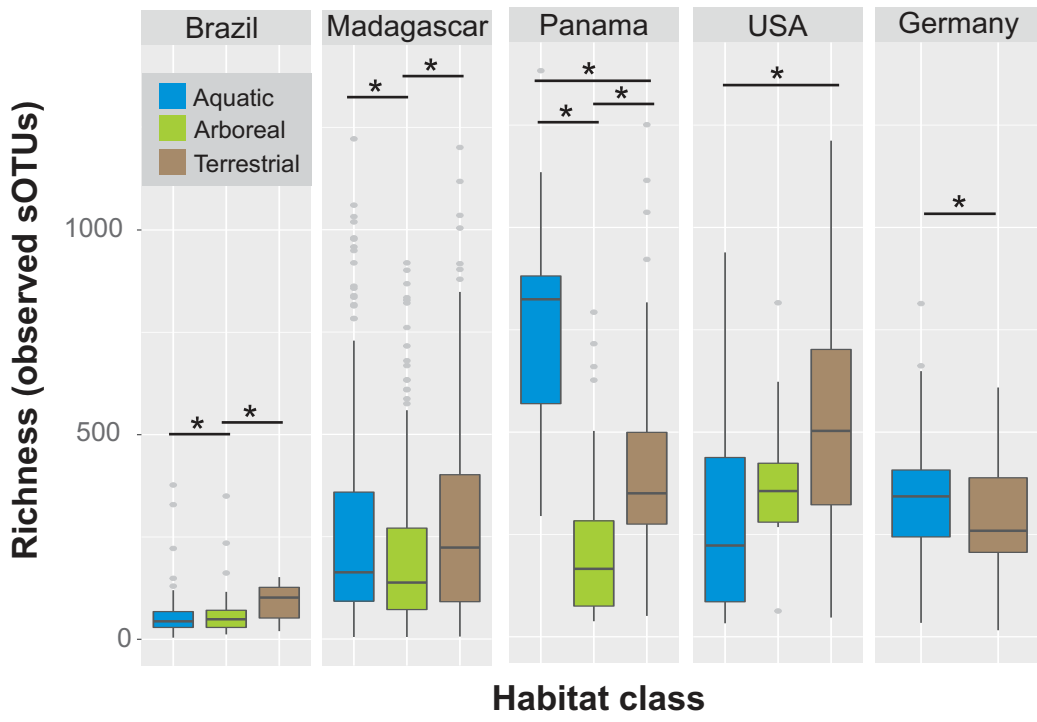 Brazil
Madagascar
Panama
USA
Germany
Aquatic
Arboreal
Terrestrial
*
*
*
*
*
*
*
*
*
Richness (observed sOTUs)
1000
500
0
Habitat class